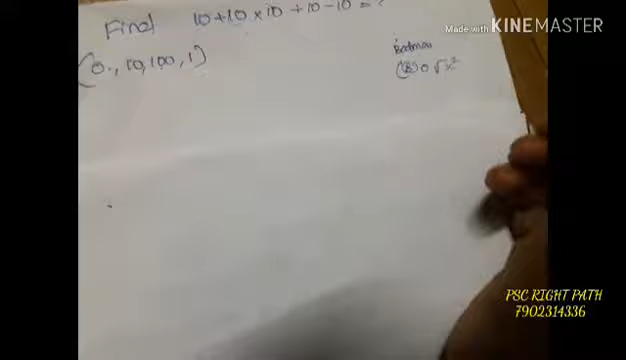 Made with KINEMASTER
Find 10+10×10+10-10=?
(0, 10, 100, 1)
Bodmas
PSC RIGHT PATH
7902314336